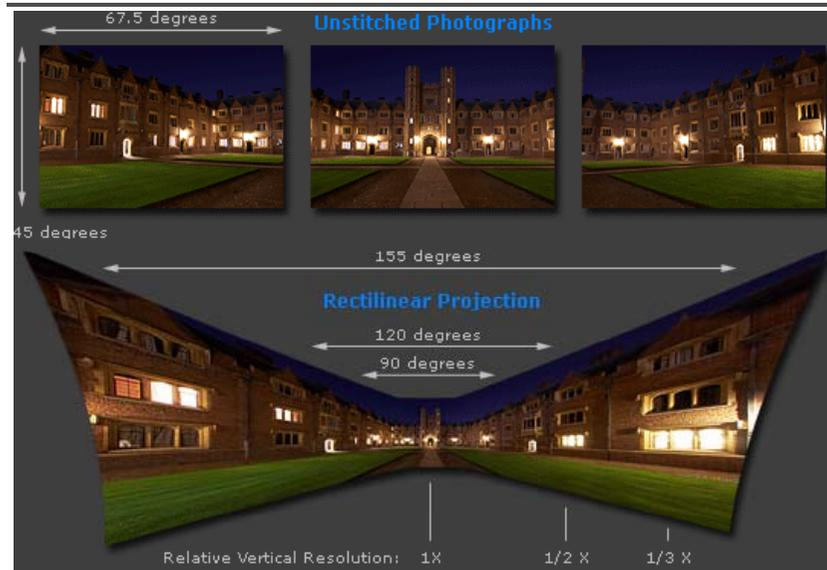 67.5 degrees
Unstitched Photographs
45 degrees
155 degrees
Rectilinear Projection
120 degrees
90 degrees
Relative Vertical Resolution: 1X 1/2 X 1/3 X